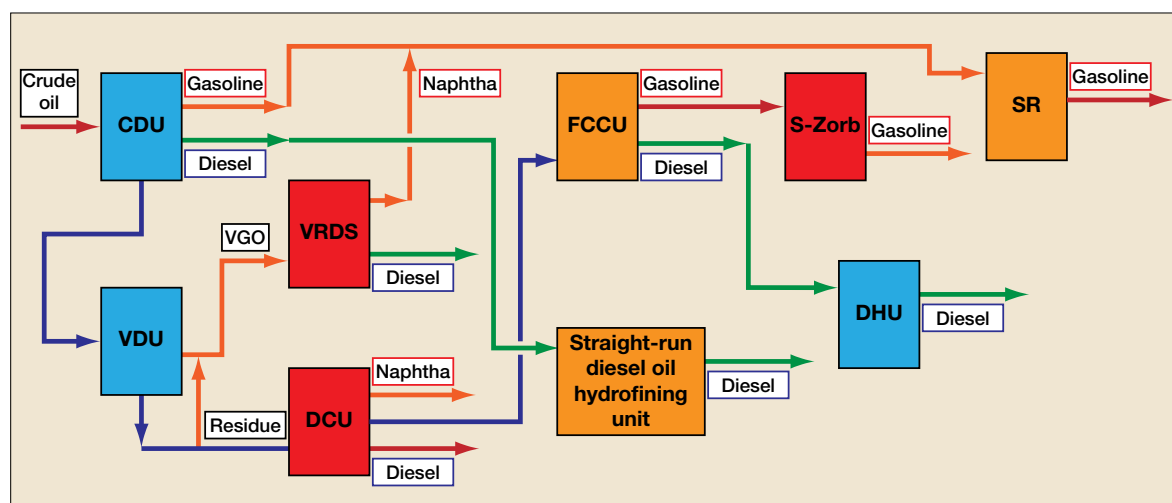 Crude
oil
CDU
Gasoline
Diesel
Naphtha
FCCU
Gasoline
Diesel
S-Zorb
Gasoline
SR
Gasoline
VGO
VRDS
Diesel
VDU
Residue
DCU
Naphtha
Diesel
Straight-run
diesel oil
hydrofining
unit
Diesel
DHU
Diesel